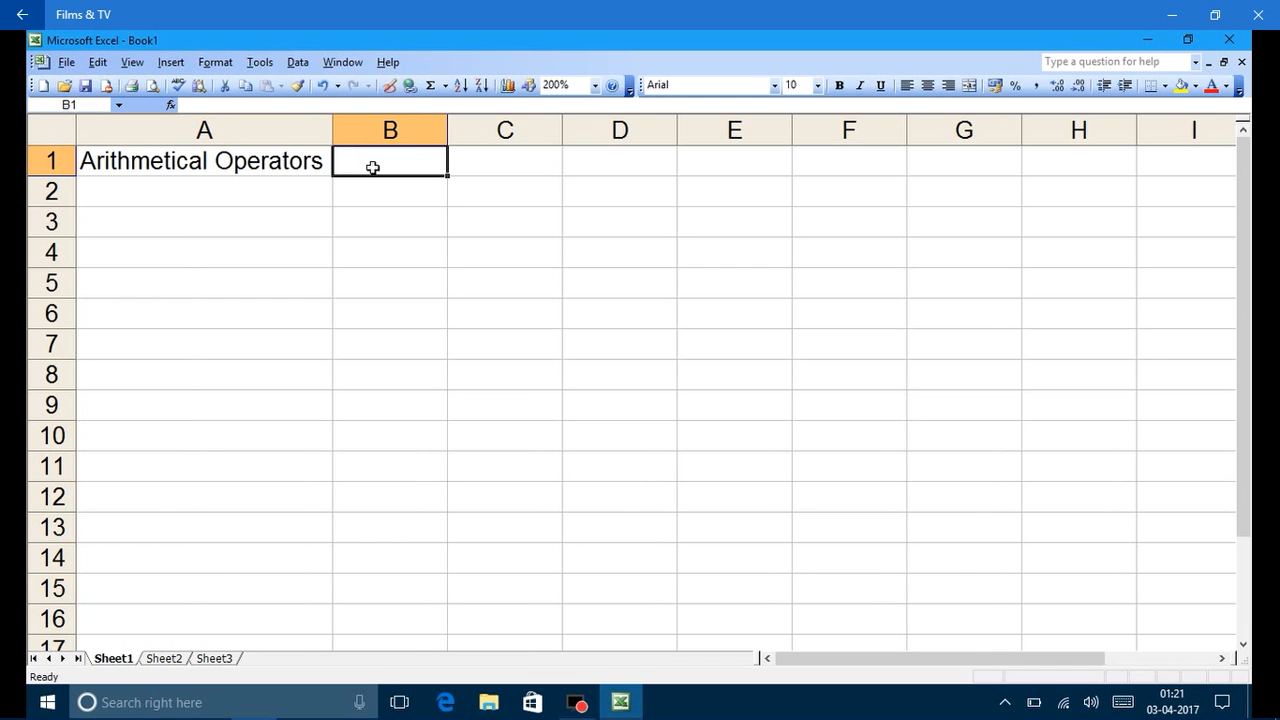 Films & TV
Microsoft Excel - Book1
File Edit View Insert Format Tools Data Window Help Type a question for help
Σ 200% Arial 10 B I U % , A
B1 fx
A B C D E F G H I
1 Arithmetical Operators
2
3
4
5
6
7
8
9
10
11
12
13
14
15
16
17
Sheet1 Sheet2 Sheet3
Ready
Search right here 01:21
03-04-2017